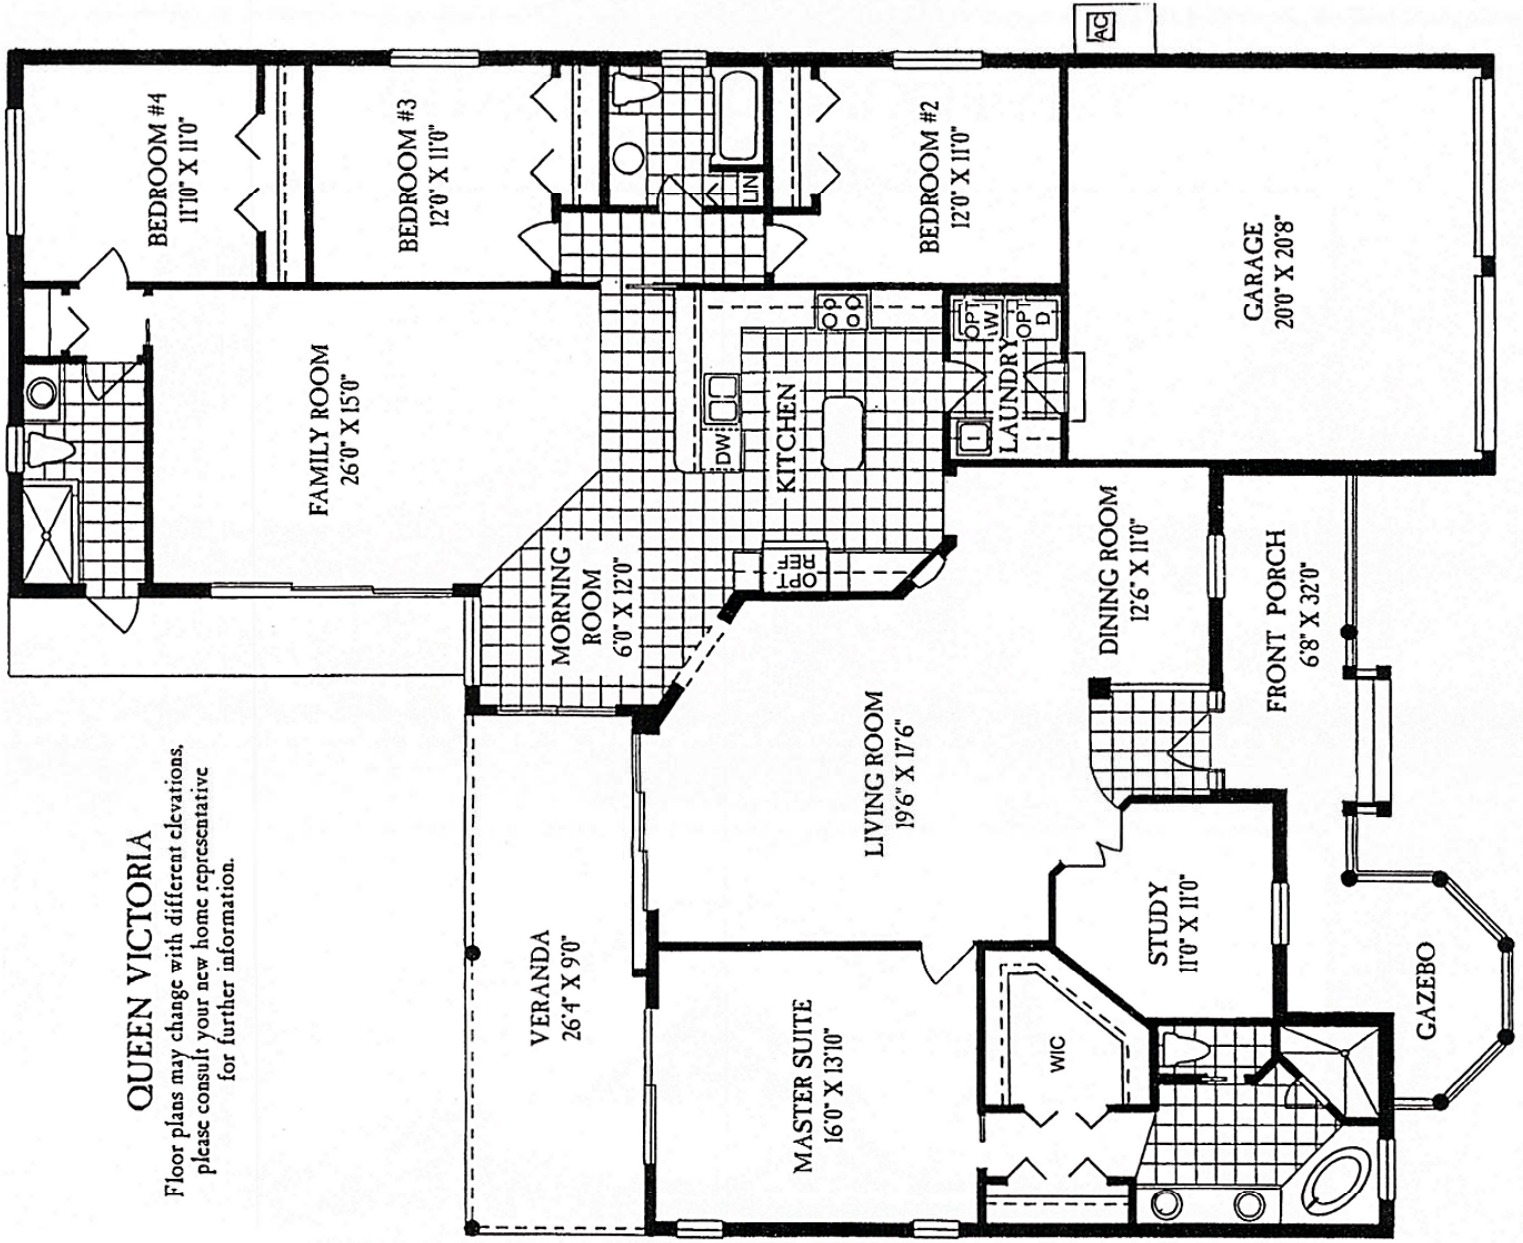 QUEEN VICTORIA
Floor plans may change with different elevations,
please consult your new home representative
for further information.
BEDROOM #4
11'10" X 11'0"
BEDROOM #3
12'0" X 11'0"
LIN
BEDROOM #2
12'0" X 11'0"
AC
GARAGE
20'0" X 20'8"
FAMILY ROOM
26'0" X 15'0"
DW
KITCHEN
OPT
W
OPT
D
LAUNDRY
OPT.
REF.
MORNING
ROOM
6'0" X 12'0"
DINING ROOM
12'6" X 11'0"
FRONT PORCH
6'8" X 32'0"
LIVING ROOM
19'6" X 17'6"
VERANDA
26'4" X 9'0"
MASTER SUITE
16'0" X 13'10"
WIC
STUDY
11'0" X 11'0"
GAZEBO